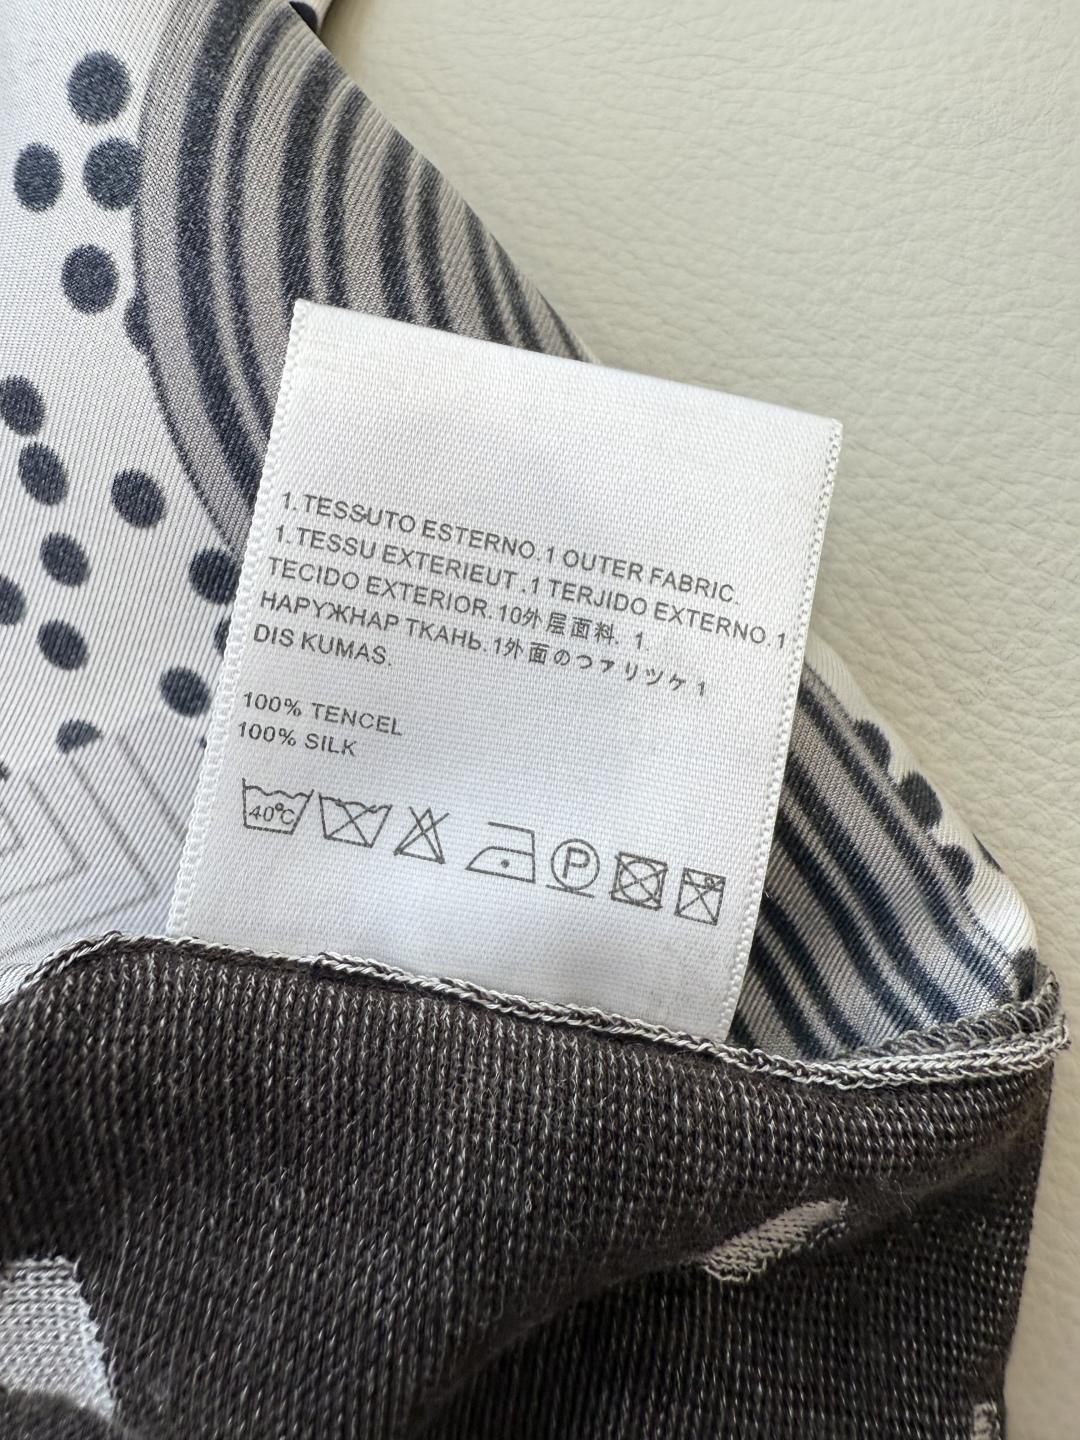 1.TESSUTO ESTERNO.1 OUTER FABRIC.
1.TESSU EXTERIEUT.1 TERJIDO EXTERNO.1
TECIDO EXTERIOR.10外层面料. 1.
НАРУЖНАР ТКАНЬ.1外面のつアリツケ 1
DIS KUMAS.
100% TENCEL
100% SILK
40°C P